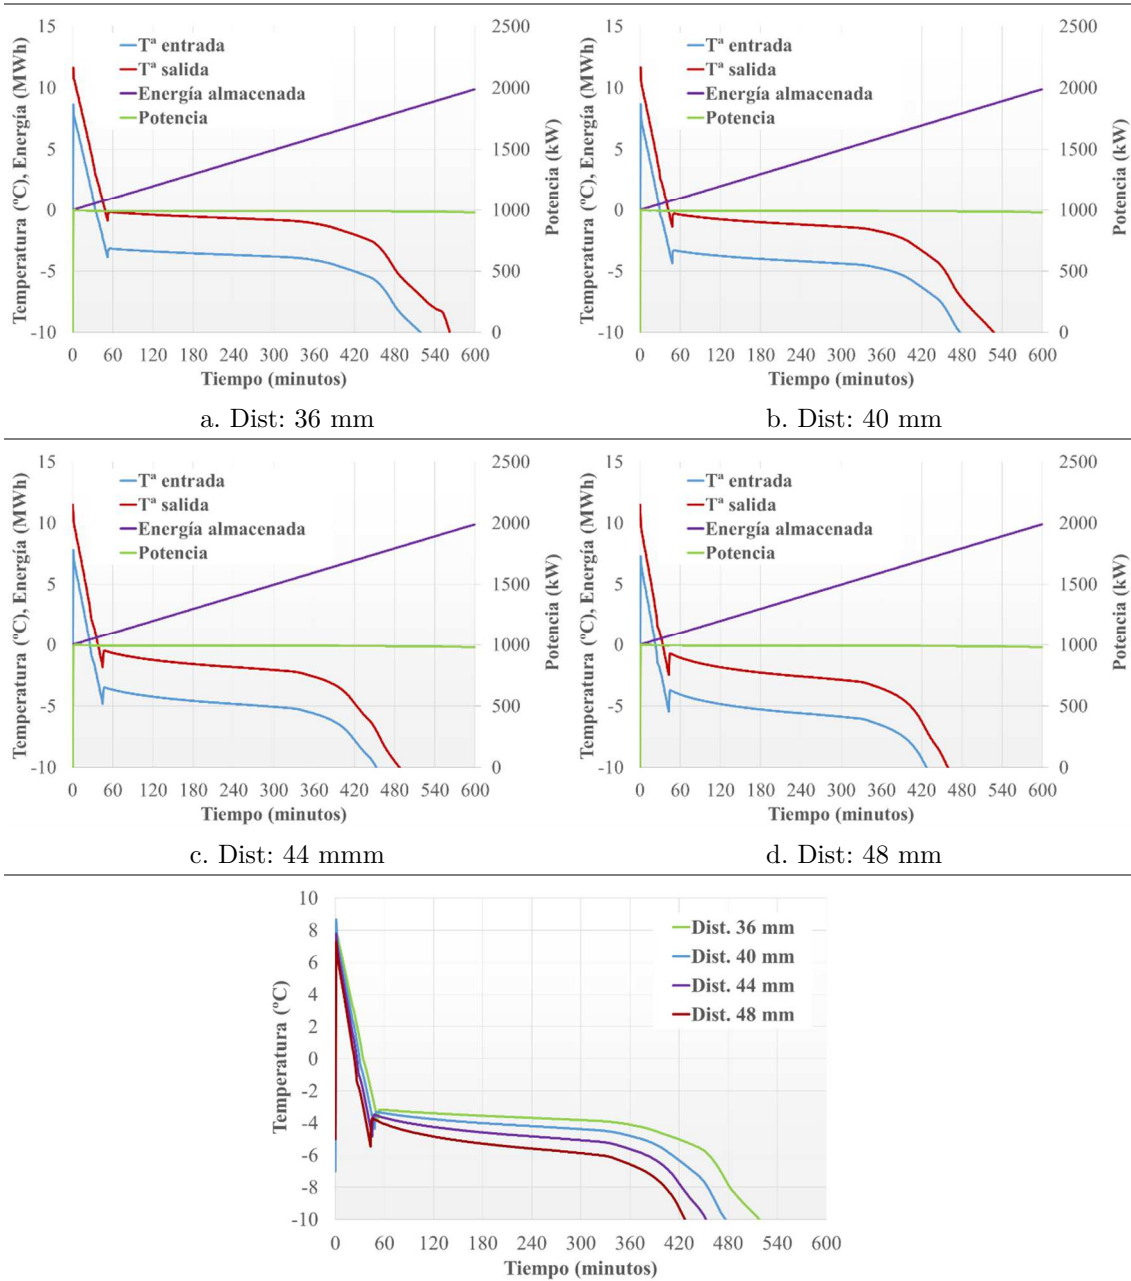 Temperatura (ºC), Energía (MWh)
15
10
5
0
-5
-10
Tª entrada
Tª salida
Energía almacenada
Potencia
2500
2000
1500
1000
500
0
Potencia (kW)
0 60 120 180 240 300 360 420 480 540 600
Tiempo (minutos)
a. Dist: 36 mm
Temperatura (ºC), Energía (MWh)
15
10
5
0
-5
-10
Tª entrada
Tª salida
Energía almacenada
Potencia
2500
2000
1500
1000
500
0
Potencia (kW)
0 60 120 180 240 300 360 420 480 540 600
Tiempo (minutos)
b. Dist: 40 mm
Temperatura (ºC), Energía (MWh)
15
10
5
0
-5
-10
Tª entrada
Tª salida
Energía almacenada
Potencia
2500
2000
1500
1000
500
0
Potencia (kW)
0 60 120 180 240 300 360 420 480 540 600
Tiempo (minutos)
c. Dist: 44 mmm
Temperatura (ºC), Energía (MWh)
15
10
5
0
-5
-10
Tª entrada
Tª salida
Energía almacenada
Potencia
2500
2000
1500
1000
500
0
Potencia (kW)
0 60 120 180 240 300 360 420 480 540 600
Tiempo (minutos)
d. Dist: 48 mm
Temperatura (ºC)
10
8
6
4
2
0
-2
-4
-6
-8
-10
Dist. 36 mm
Dist. 40 mm
Dist. 44 mm
Dist. 48 mm
0 60 120 180 240 300 360 420 480 540 600
Tiempo (minutos)